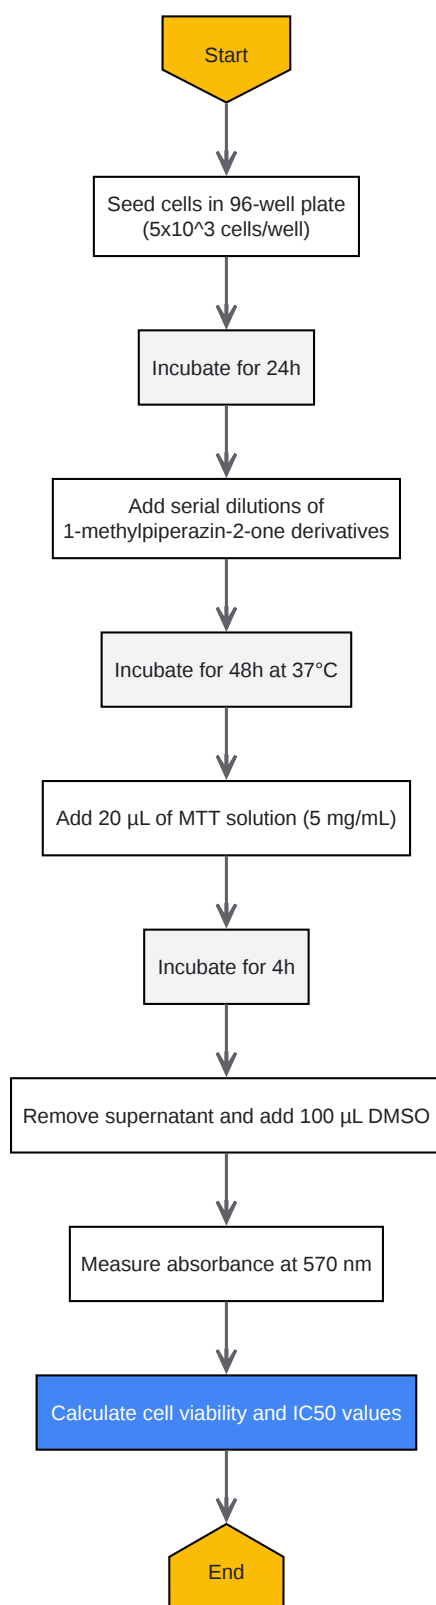 Start
Seed cells in 96-well plate
(5x10^3 cells/well)
Incubate for 24h
Add serial dilutions of
1-methylpiperazin-2-one derivatives
Incubate for 48h at 37°C
Add 20 µL of MTT solution (5 mg/mL)
Incubate for 4h
Remove supernatant and add 100 µL DMSO
Measure absorbance at 570 nm
Calculate cell viability and IC50 values
End